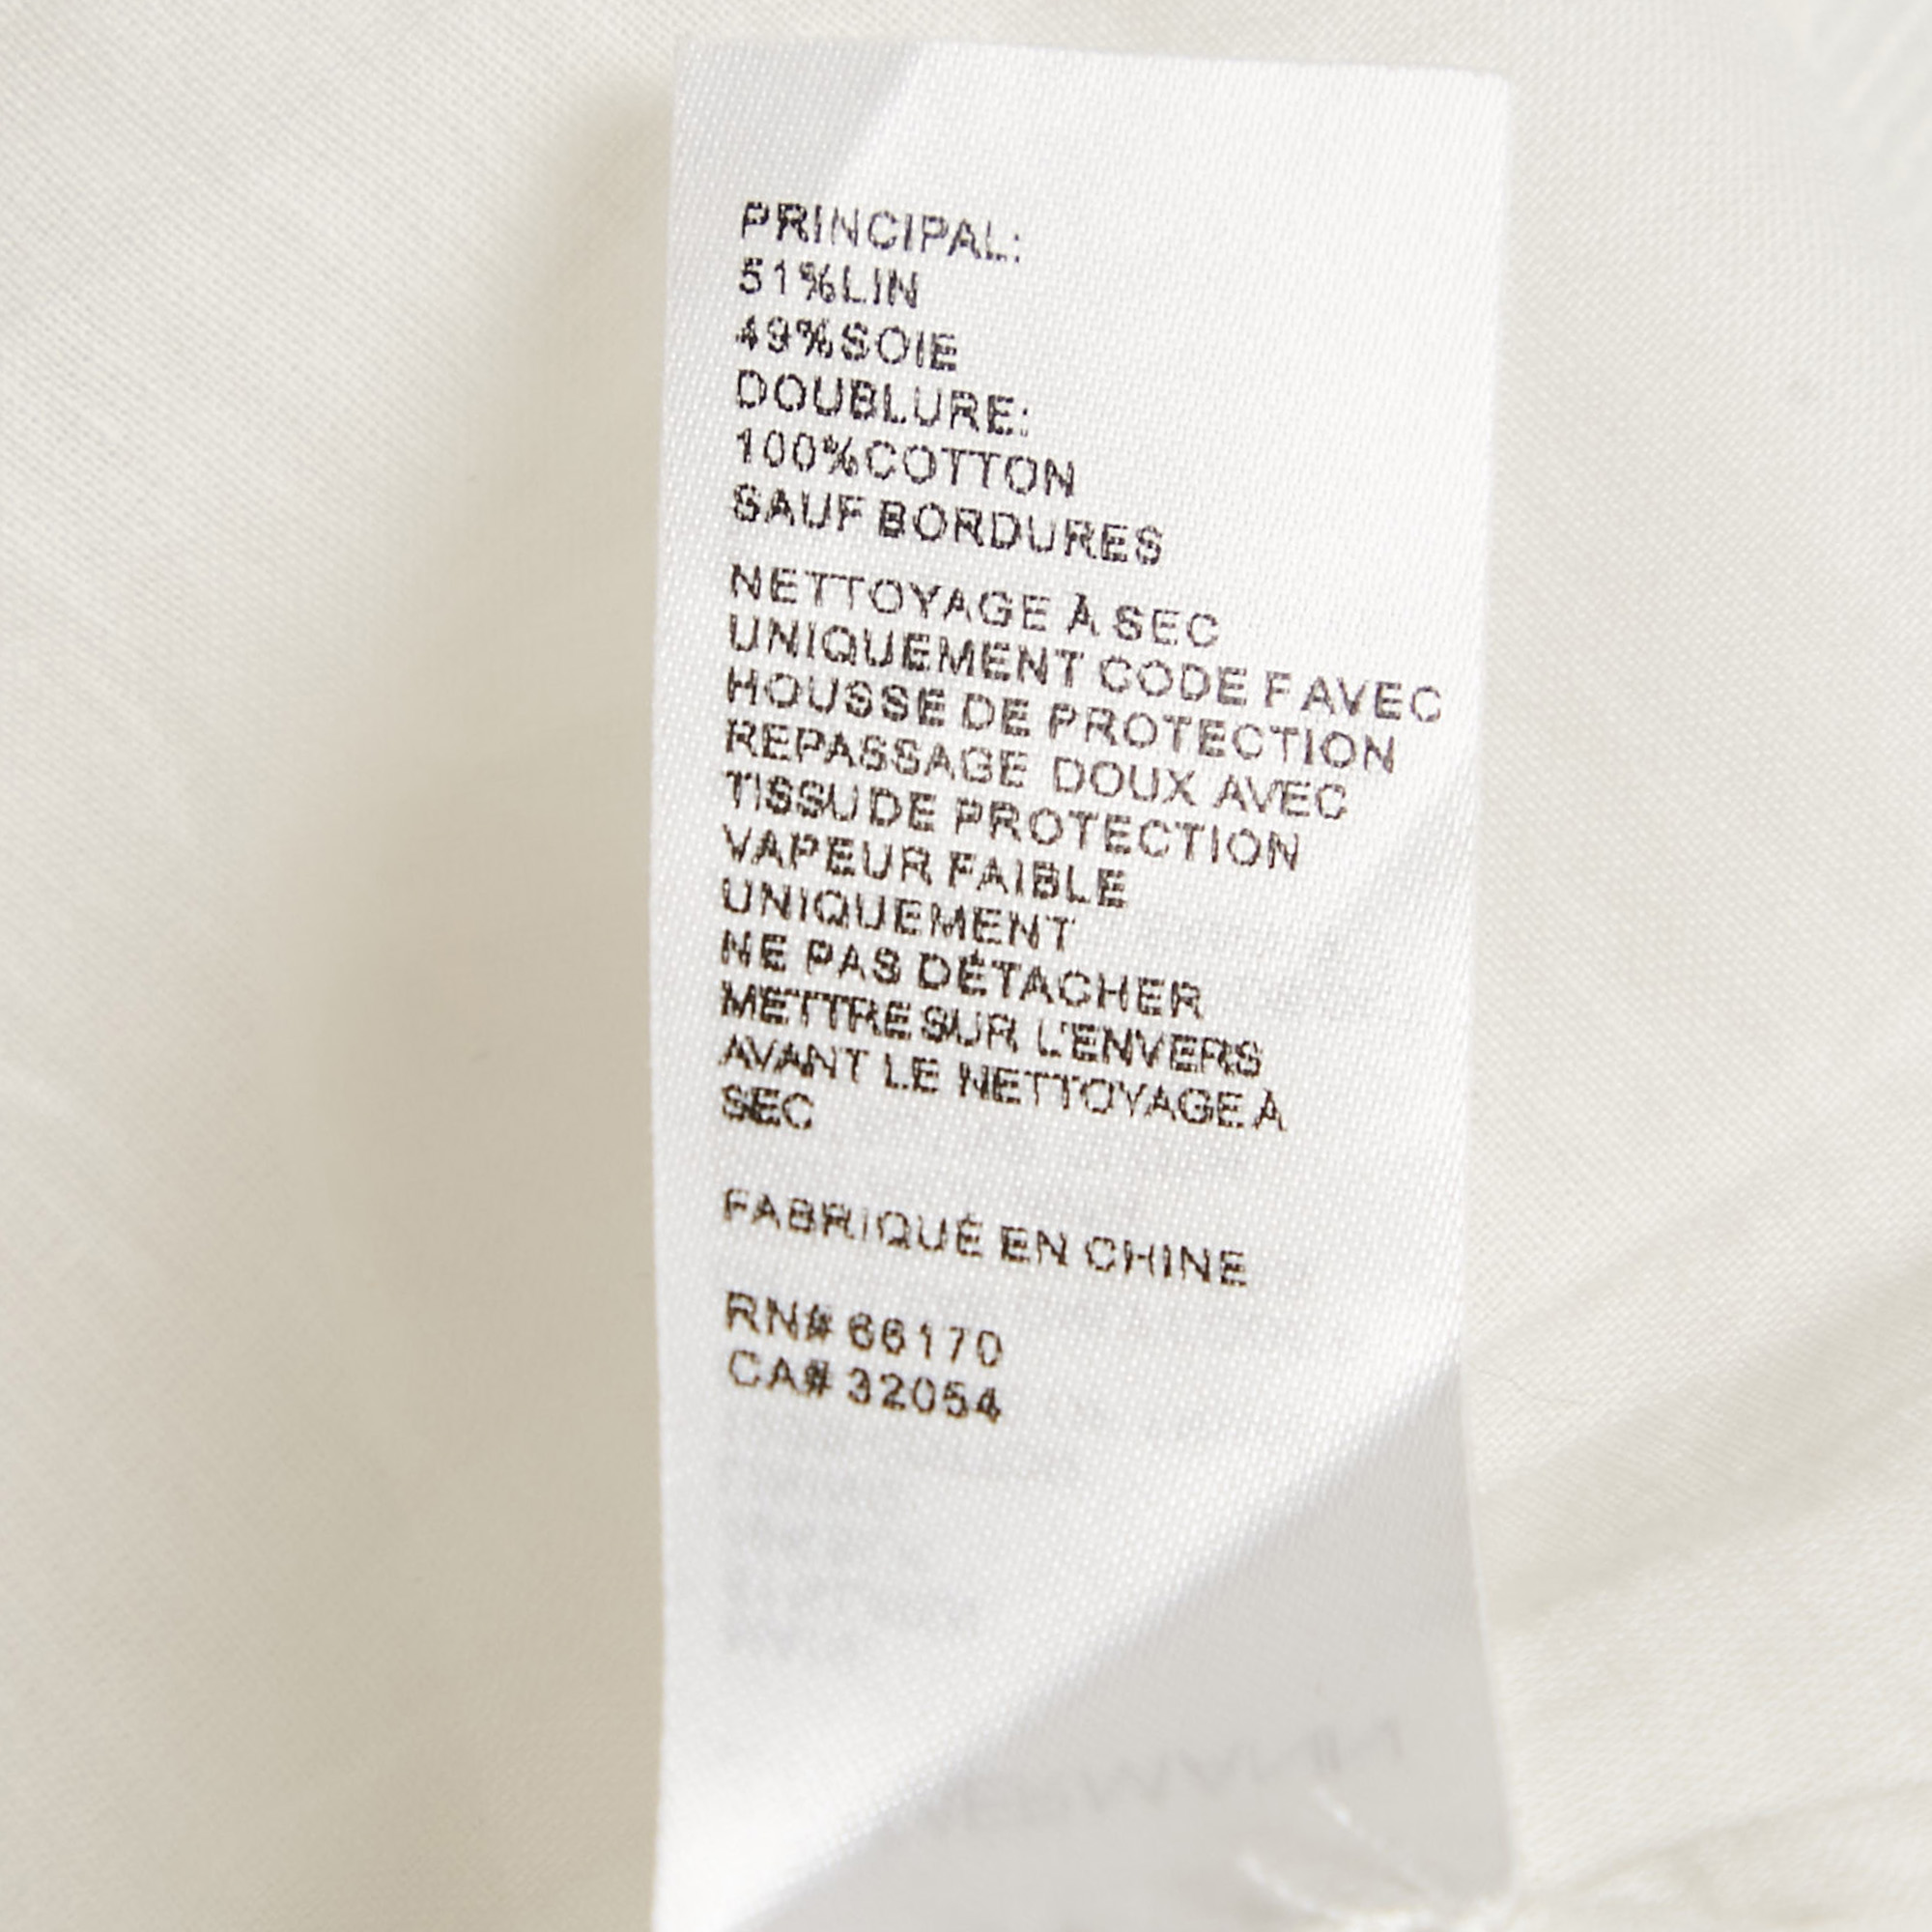 PRINCIPAL:
51%LIN
49%SOIE
DOUBLURE:
100%COTTON
SAUF BORDURES
NETTOYAGE À SEC
UNIQUEMENT CODE F AVEC
HOUSSE DE PROTECTION
REPASSAGE DOUX AVEC
TISSU DE PROTECTION
VAPEUR FAIBLE
UNIQUEMENT
NE PAS DÉTACHER
METTRE SUR L'ENVERS
AVANT LE NETTOYAGE À
SEC
FABRIQUÉ EN CHINE
RN# 66170
CA# 32054